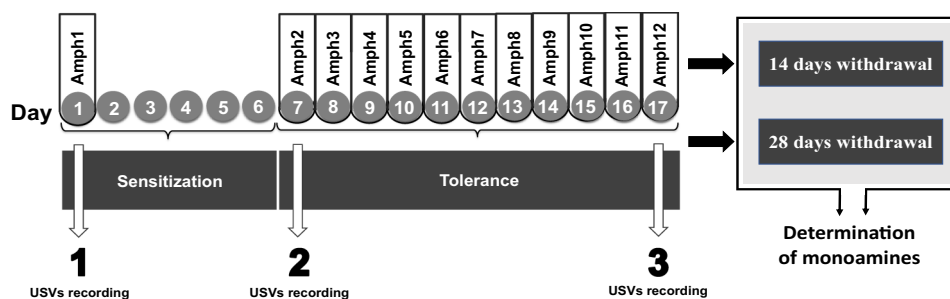 Amph1
Amph2
Amph3
Amph4
Amph5
Amph6
Amph7
Amph8
Amph9
Amph10
Amph11
Amph12
Day 1 2 3 4 5 6 7 8 9 10 11 12 13 14 15 16 17
Sensitization
Tolerance
1
USVs recording
2
USVs recording
3
USVs recording
14 days withdrawal
28 days withdrawal
Determination
of monoamines